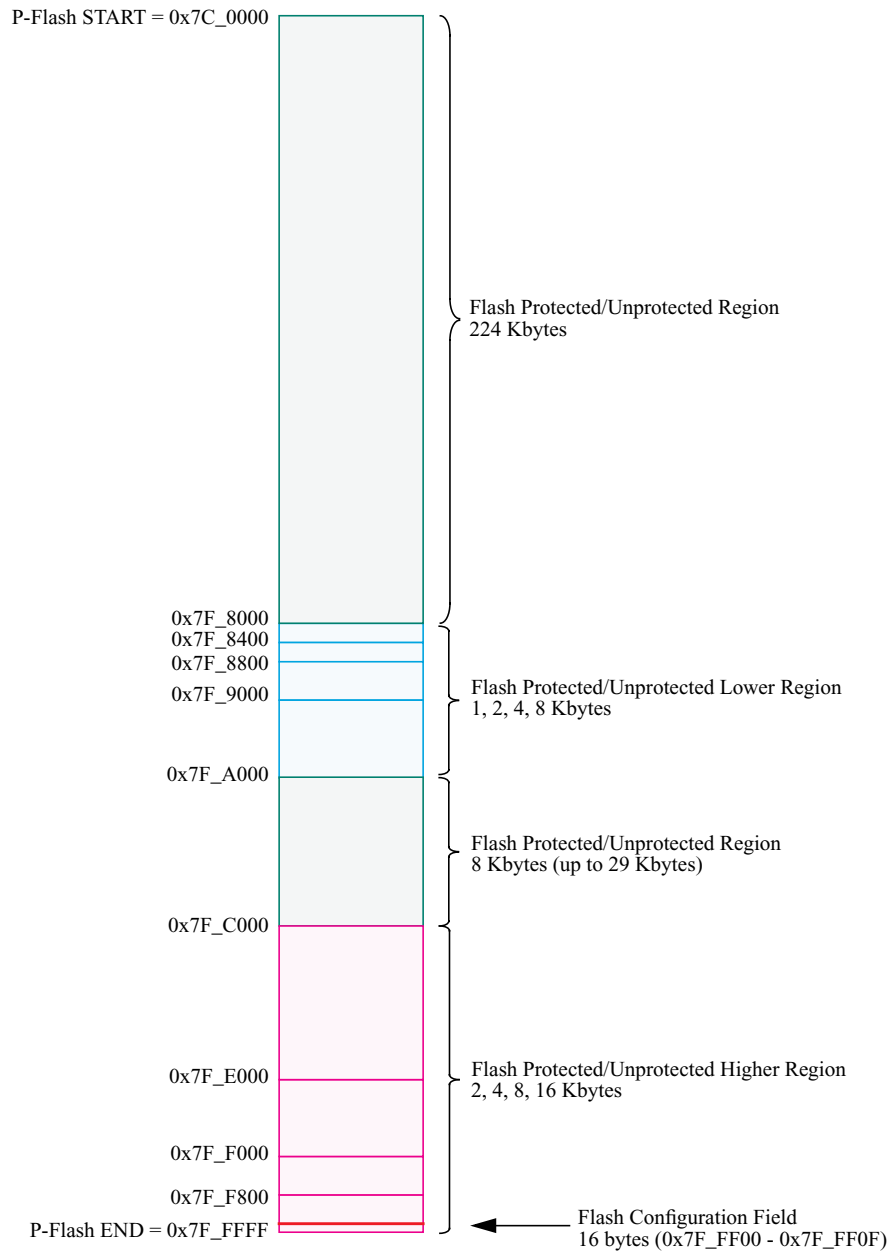 P-Flash START = 0x7C_0000
Flash Protected/Unprotected Region
224 Kbytes
0x7F_8000
0x7F_8400
0x7F_8800
0x7F_9000
Flash Protected/Unprotected Lower Region
1, 2, 4, 8 Kbytes
0x7F_A000
Flash Protected/Unprotected Region
8 Kbytes (up to 29 Kbytes)
0x7F_C000
Flash Protected/Unprotected Higher Region
2, 4, 8, 16 Kbytes
0x7F_E000
0x7F_F000
0x7F_F800
P-Flash END = 0x7F_FFFF
Flash Configuration Field
16 bytes (0x7F_FF00 - 0x7F_FF0F)